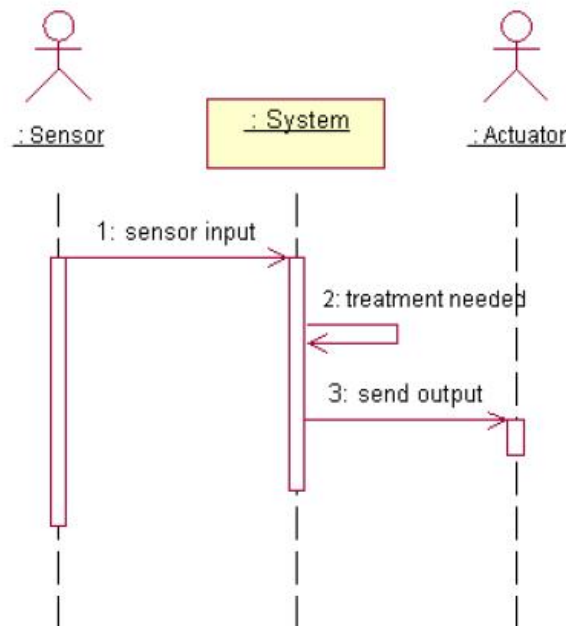 : Sensor
: System
: Actuator
1: sensor input
2: treatment needed
3: send output